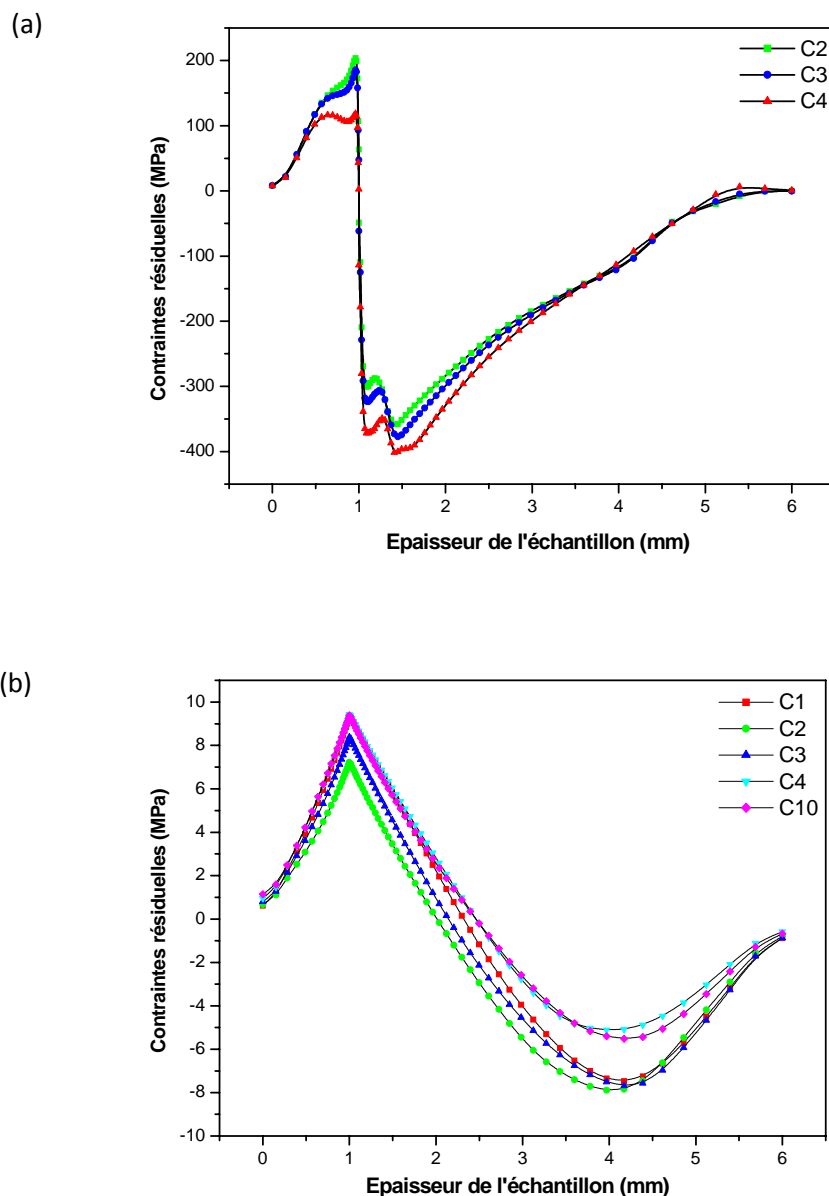 (a)
C2
C3
C4
200
100
0
-100
-200
-300
-400
0 1 2 3 4 5 6
Contraintes résiduelles (MPa)
Epaisseur de l'échantillon (mm)
(b)
C1
C2
C3
C4
C10
10
8
6
4
2
0
-2
-4
-6
-8
-10
0 1 2 3 4 5 6
Contraintes résiduelles (MPa)
Epaisseur de l'échantillon (mm)